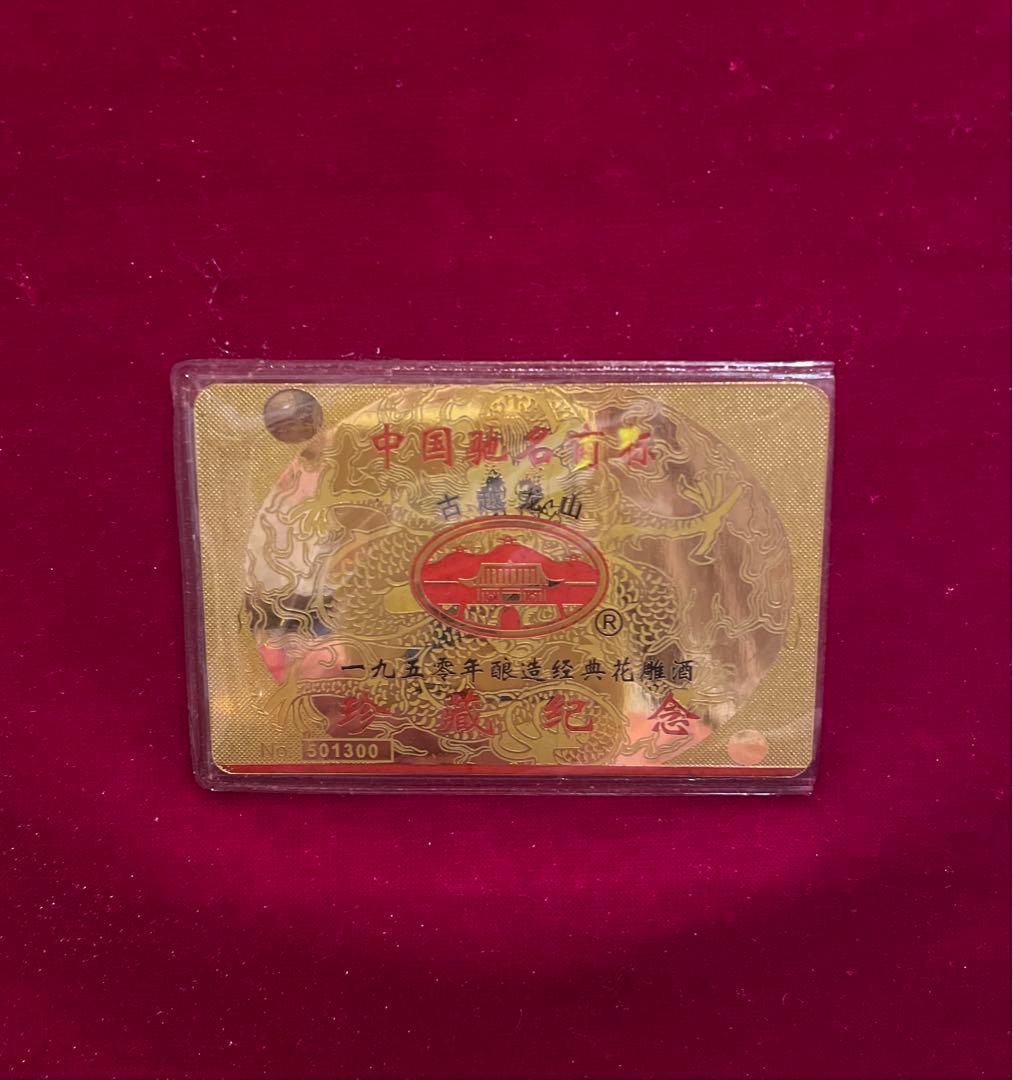 中国驰名商标
古越龙山
®
一九五零年酿造经典花雕酒
珍藏纪念
No 501300